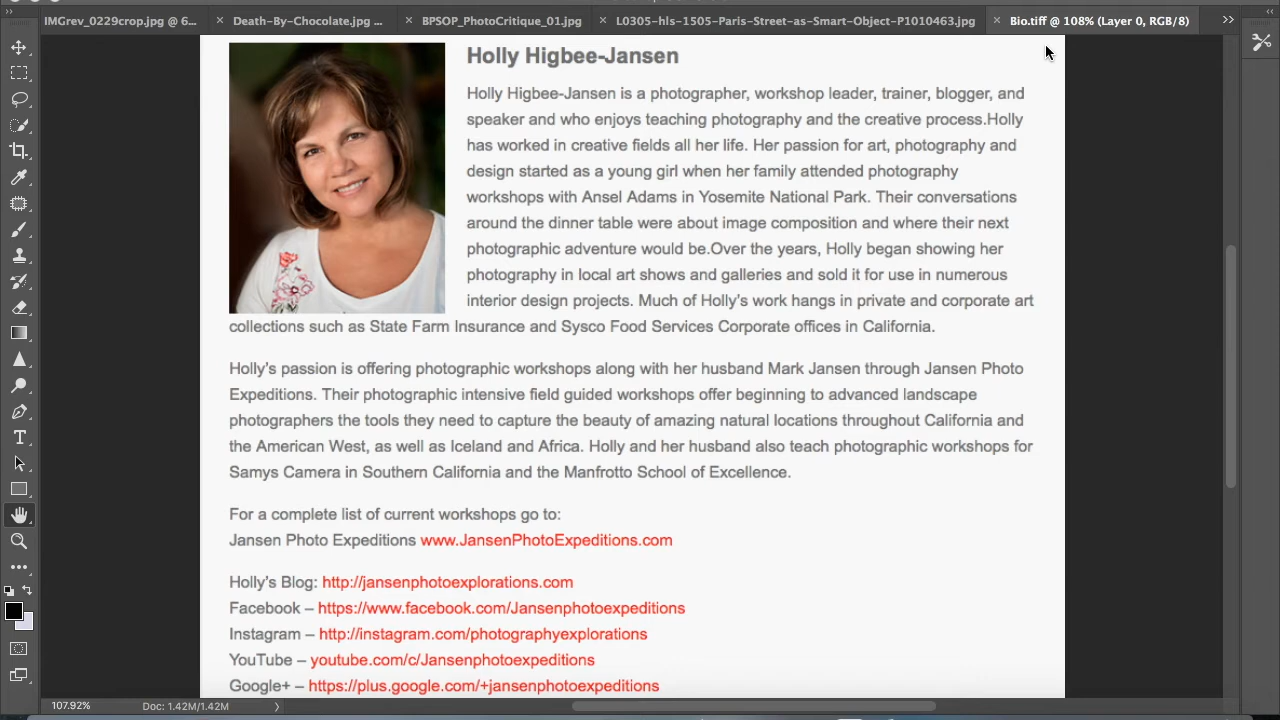 IMGrev_0229crop.jpg @ 6...
Death-By-Chocolate.jpg ...
BPSOP_PhotoCritique_01.jpg
L0305-hls-1505-Paris-Street-as-Smart-Object-P1010463.jpg
Bio.tiff @ 108% (Layer 0, RGB/8)
Holly Higbee-Jansen
Holly Higbee-Jansen is a photographer, workshop leader, trainer, blogger, and
speaker and who enjoys teaching photography and the creative process.Holly
has worked in creative fields all her life. Her passion for art, photography and
design started as a young girl when her family attended photography
workshops with Ansel Adams in Yosemite National Park. Their conversations
around the dinner table were about image composition and where their next
photographic adventure would be.Over the years, Holly began showing her
photography in local art shows and galleries and sold it for use in numerous
interior design projects. Much of Holly's work hangs in private and corporate art
collections such as State Farm Insurance and Sysco Food Services Corporate offices in California.
Holly's passion is offering photographic workshops along with her husband Mark Jansen through Jansen Photo
Expeditions. Their photographic intensive field guided workshops offer beginning to advanced landscape
photographers the tools they need to capture the beauty of amazing natural locations throughout California and
the American West, as well as Iceland and Africa. Holly and her husband also teach photographic workshops for
Samys Camera in Southern California and the Manfrotto School of Excellence.
For a complete list of current workshops go to:
Jansen Photo Expeditions www.JansenPhotoExpeditions.com
Holly's Blog: http://jansenphotoexplorations.com
Facebook – https://www.facebook.com/Jansenphotoexpeditions
Instagram – http://instagram.com/photographyexplorations
YouTube – youtube.com/c/Jansenphotoexpeditions
Google+ – https://plus.google.com/+jansenphotoexpeditions
107.92%
Doc: 1.42M/1.42M